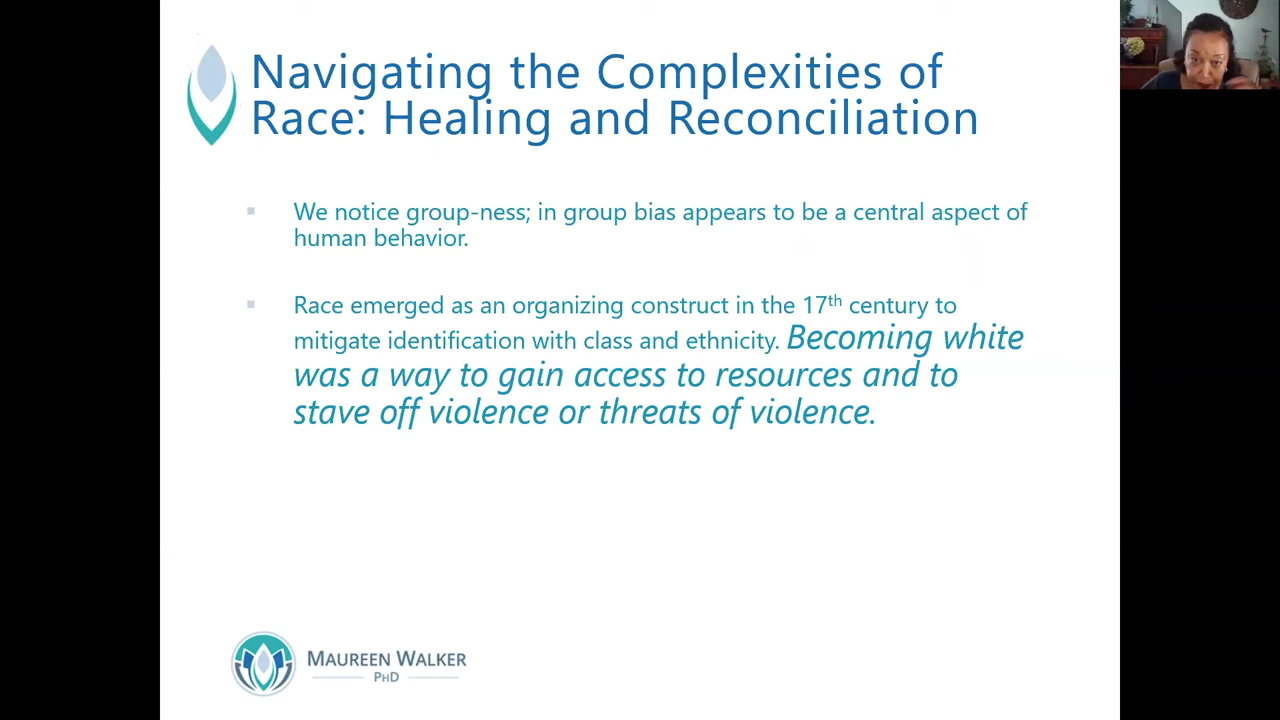 Navigating the Complexities of
Race: Healing and Reconciliation
▪ We notice group-ness; in group bias appears to be a central aspect of
human behavior.
▪ Race emerged as an organizing construct in the 17th century to
mitigate identification with class and ethnicity. Becoming white
was a way to gain access to resources and to
stave off violence or threats of violence.
MAUREEN WALKER
PHD